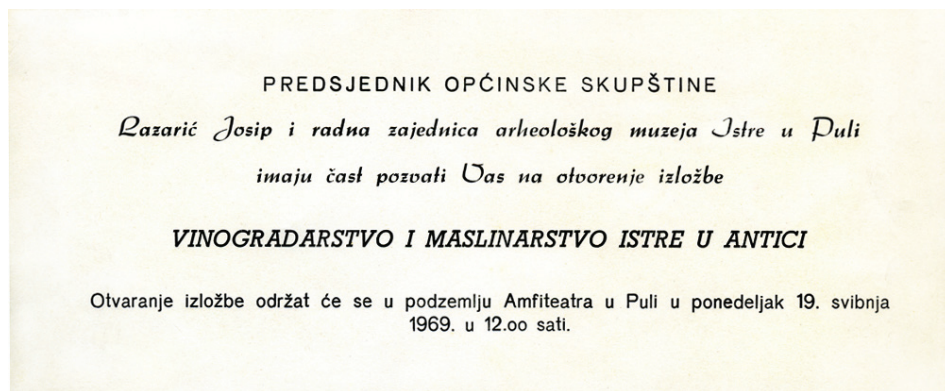 PREDSJEDNIK OPĆINSKE SKUPŠTINE
Lazarić Josip i radna zajednica arheološkog muzeja Istre u Puli
imaju čast pozvati Vas na otvorenje izložbe
VINOGRADARSTVO I MASLINARSTVO ISTRE U ANTICI
Otvaranje izložbe održat će se u podzemlju Amfiteatra u Puli u ponedeljak 19. svibnja
1969. u 12.oo sati.